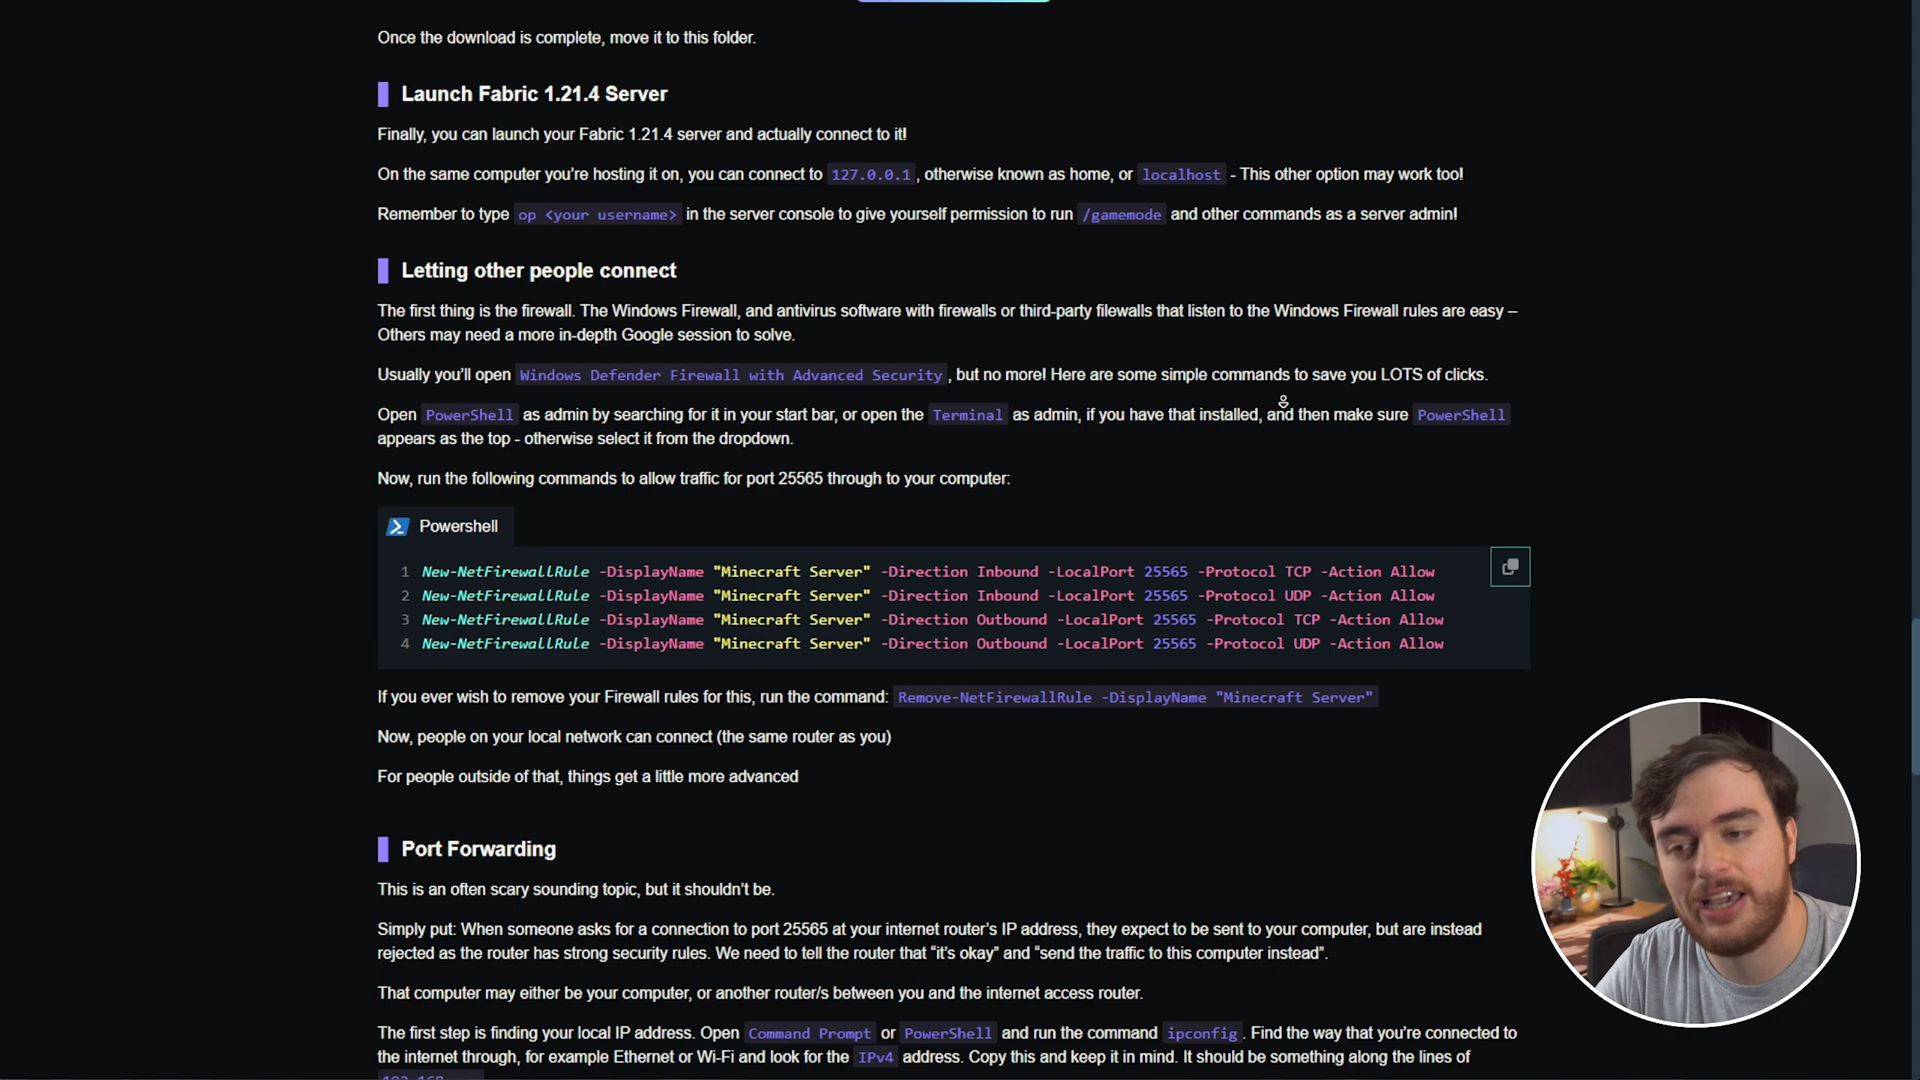 Once the download is complete, move it to this folder.
Launch Fabric 1.21.4 Server
Finally, you can launch your Fabric 1.21.4 server and actually connect to it!
On the same computer you're hosting it on, you can connect to 127.0.0.1, otherwise known as home, or localhost - This other option may work too!
Remember to type op <your username> in the server console to give yourself permission to run /gamemode and other commands as a server admin!
Letting other people connect
The first thing is the firewall. The Windows Firewall, and antivirus software with firewalls or third-party filewalls that listen to the Windows Firewall rules are easy –
Others may need a more in-depth Google session to solve.
Usually you'll open Windows Defender Firewall with Advanced Security, but no more! Here are some simple commands to save you LOTS of clicks.
Open PowerShell as admin by searching for it in your start bar, or open the Terminal as admin, if you have that installed, and then make sure PowerShell
appears as the top - otherwise select it from the dropdown.
Now, run the following commands to allow traffic for port 25565 through to your computer:
Powershell
1 New-NetFirewallRule -DisplayName "Minecraft Server" -Direction Inbound -LocalPort 25565 -Protocol TCP -Action Allow
2 New-NetFirewallRule -DisplayName "Minecraft Server" -Direction Inbound -LocalPort 25565 -Protocol UDP -Action Allow
3 New-NetFirewallRule -DisplayName "Minecraft Server" -Direction Outbound -LocalPort 25565 -Protocol TCP -Action Allow
4 New-NetFirewallRule -DisplayName "Minecraft Server" -Direction Outbound -LocalPort 25565 -Protocol UDP -Action Allow
If you ever wish to remove your Firewall rules for this, run the command: Remove-NetFirewallRule -DisplayName "Minecraft Server"
Now, people on your local network can connect (the same router as you)
For people outside of that, things get a little more advanced
Port Forwarding
This is an often scary sounding topic, but it shouldn't be.
Simply put: When someone asks for a connection to port 25565 at your internet router's IP address, they expect to be sent to your computer, but are instead
rejected as the router has strong security rules. We need to tell the router that "it's okay" and "send the traffic to this computer instead".
That computer may either be your computer, or another router/s between you and the internet access router.
The first step is finding your local IP address. Open Command Prompt or PowerShell and run the command ipconfig. Find the way that you're connected to
the internet through, for example Ethernet or Wi-Fi and look for the IPv4 address. Copy this and keep it in mind. It should be something along the lines of